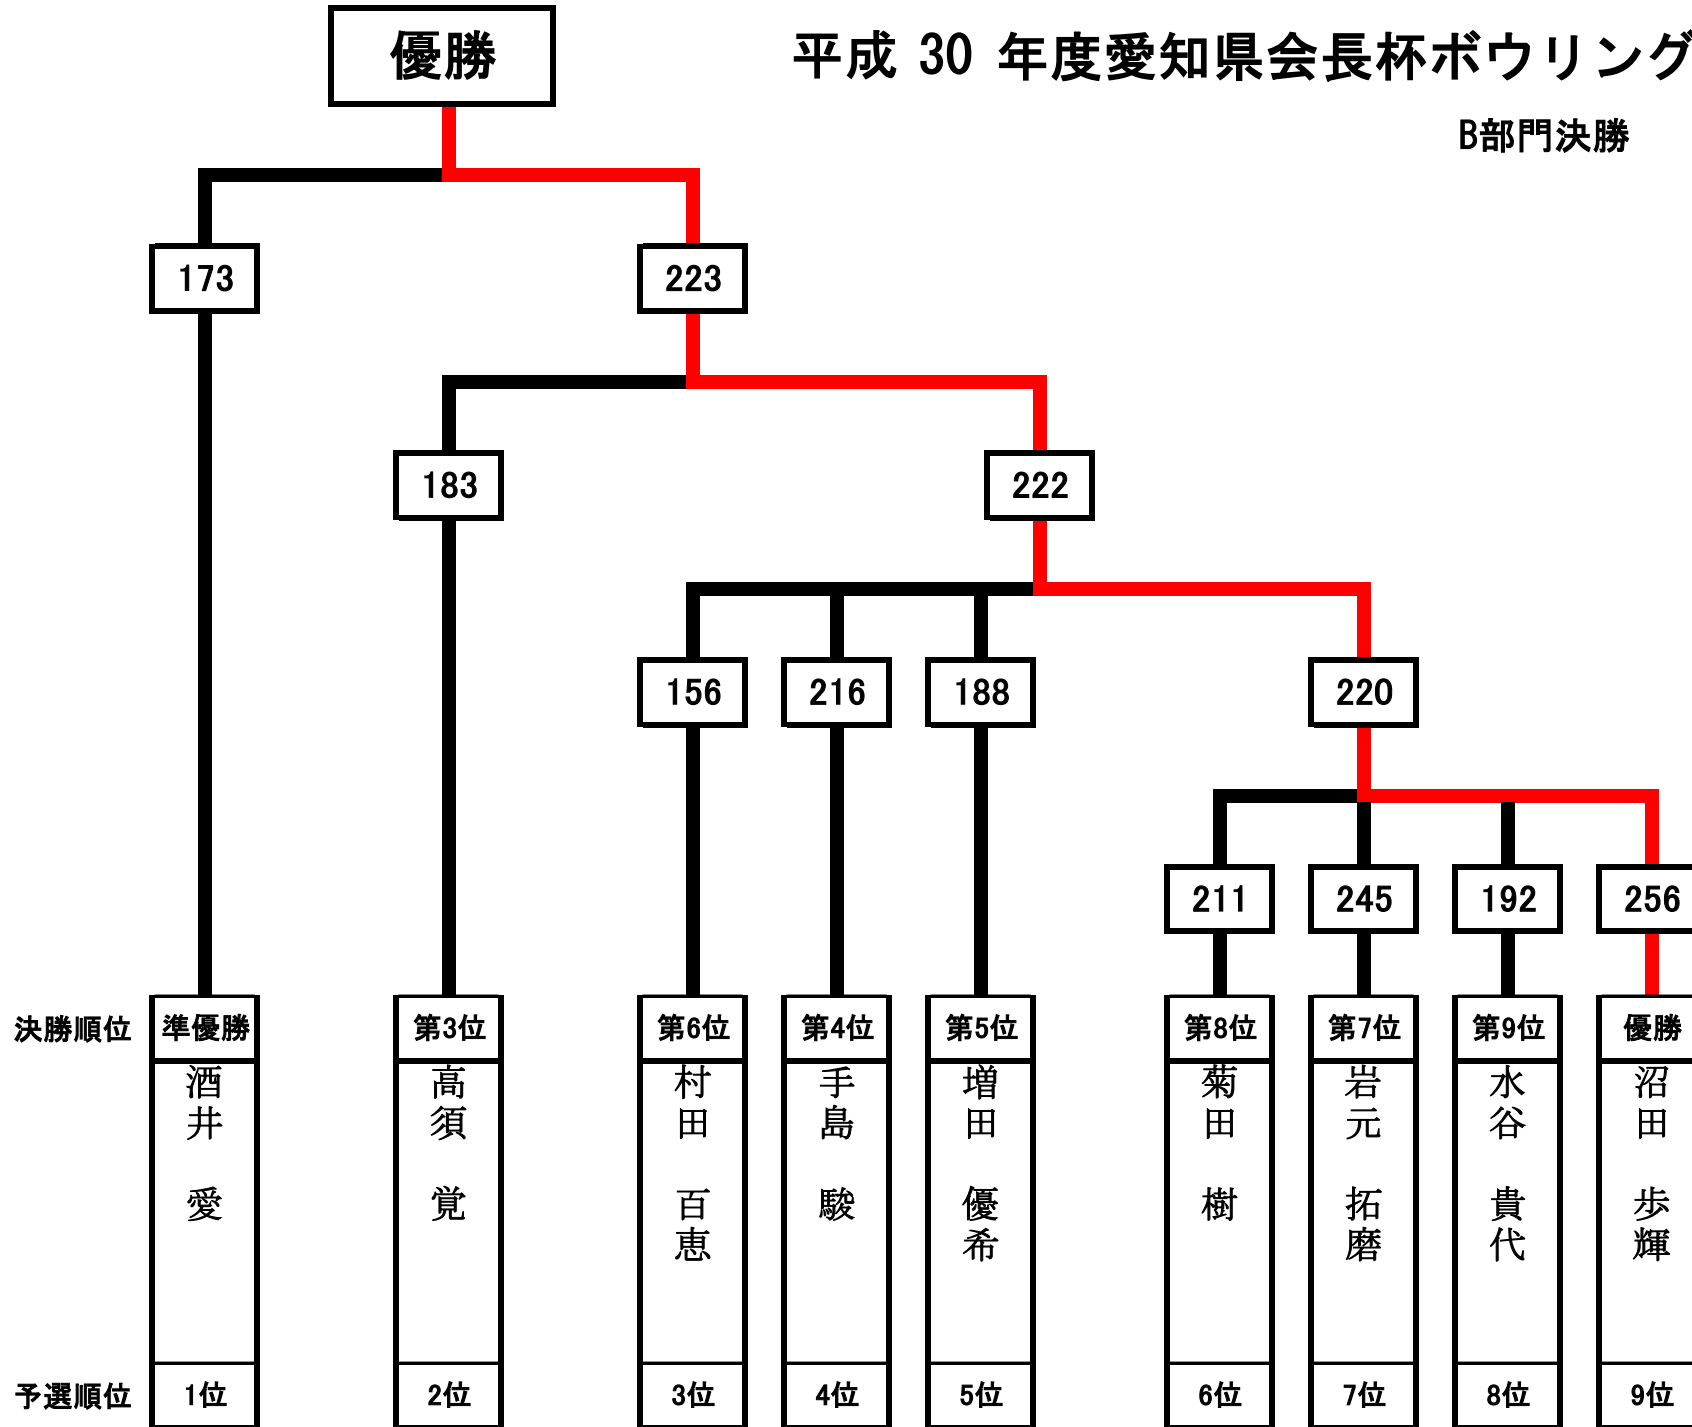 優勝
平成 30 年度愛知県会長杯ボウリング
B部門決勝
173
223
183
222
156
216
188
220
211
245
192
256
決勝順位
準優勝
第3位
第6位
第4位
第5位
第8位
第7位
第9位
優勝
酒井 愛
高須 覚
村田 百恵
手島 駿
増田 優希
菊田 樹
岩元 拓磨
水谷 貴代
沼田 歩輝
予選順位
1位
2位
3位
4位
5位
6位
7位
8位
9位